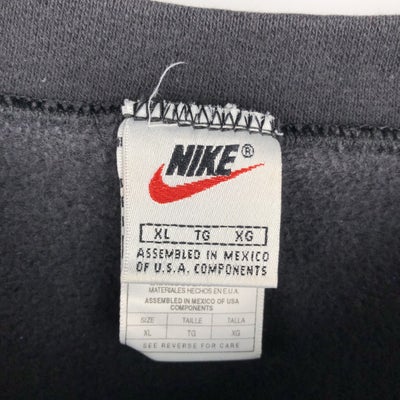 NIKE®
XL TG XG
ASSEMBLED IN MEXICO
OF U.S.A. COMPONENTS
MATERIALES HECHOS EN E.U.A.
ASSEMBLED IN MEXICO OF USA
COMPONENTS
SIZE TAILLE TALLA
XL TG XG
SEE REVERSE FOR CARE